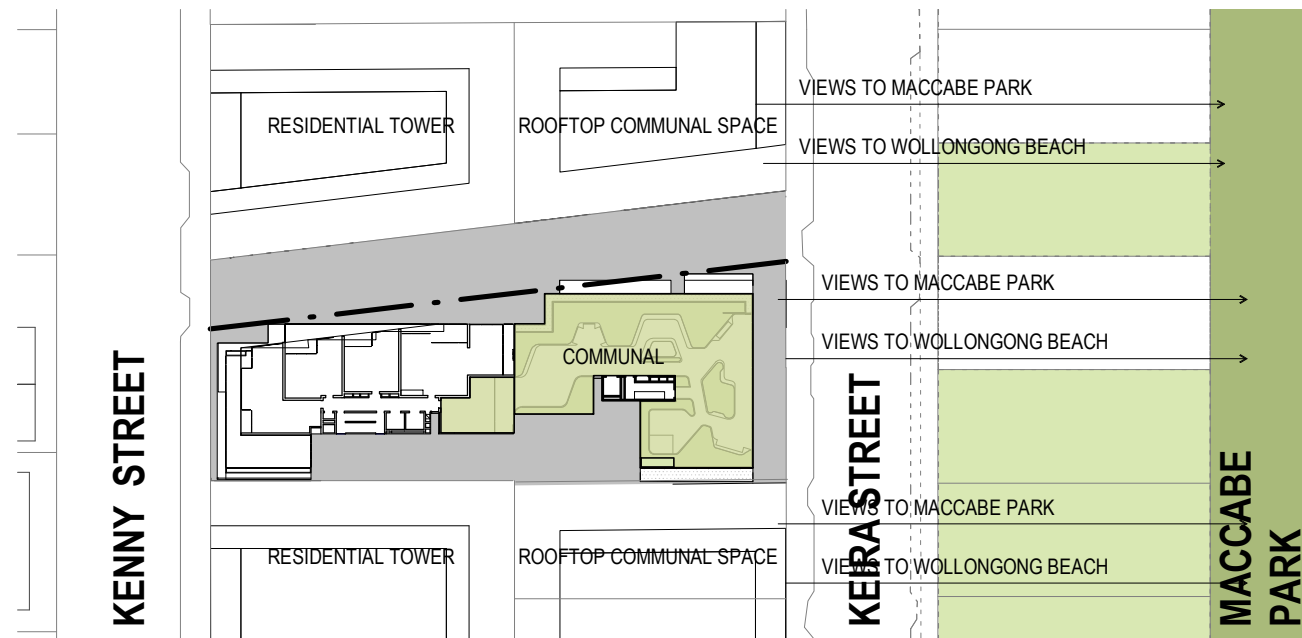 VIEWS TO MACCABE PARK
RESIDENTIAL TOWER
ROOFTOP COMMUNAL SPACE
VIEWS TO WOLLONGONG BEACH
VIEWS TO MACCABE PARK
VIEWS TO WOLLONGONG BEACH
COMMUNAL
KENNY STREET
KEIRA STREET
MACCABE
PARK
VIEWS TO MACCABE PARK
RESIDENTIAL TOWER
ROOFTOP COMMUNAL SPACE
VIEWS TO WOLLONGONG BEACH